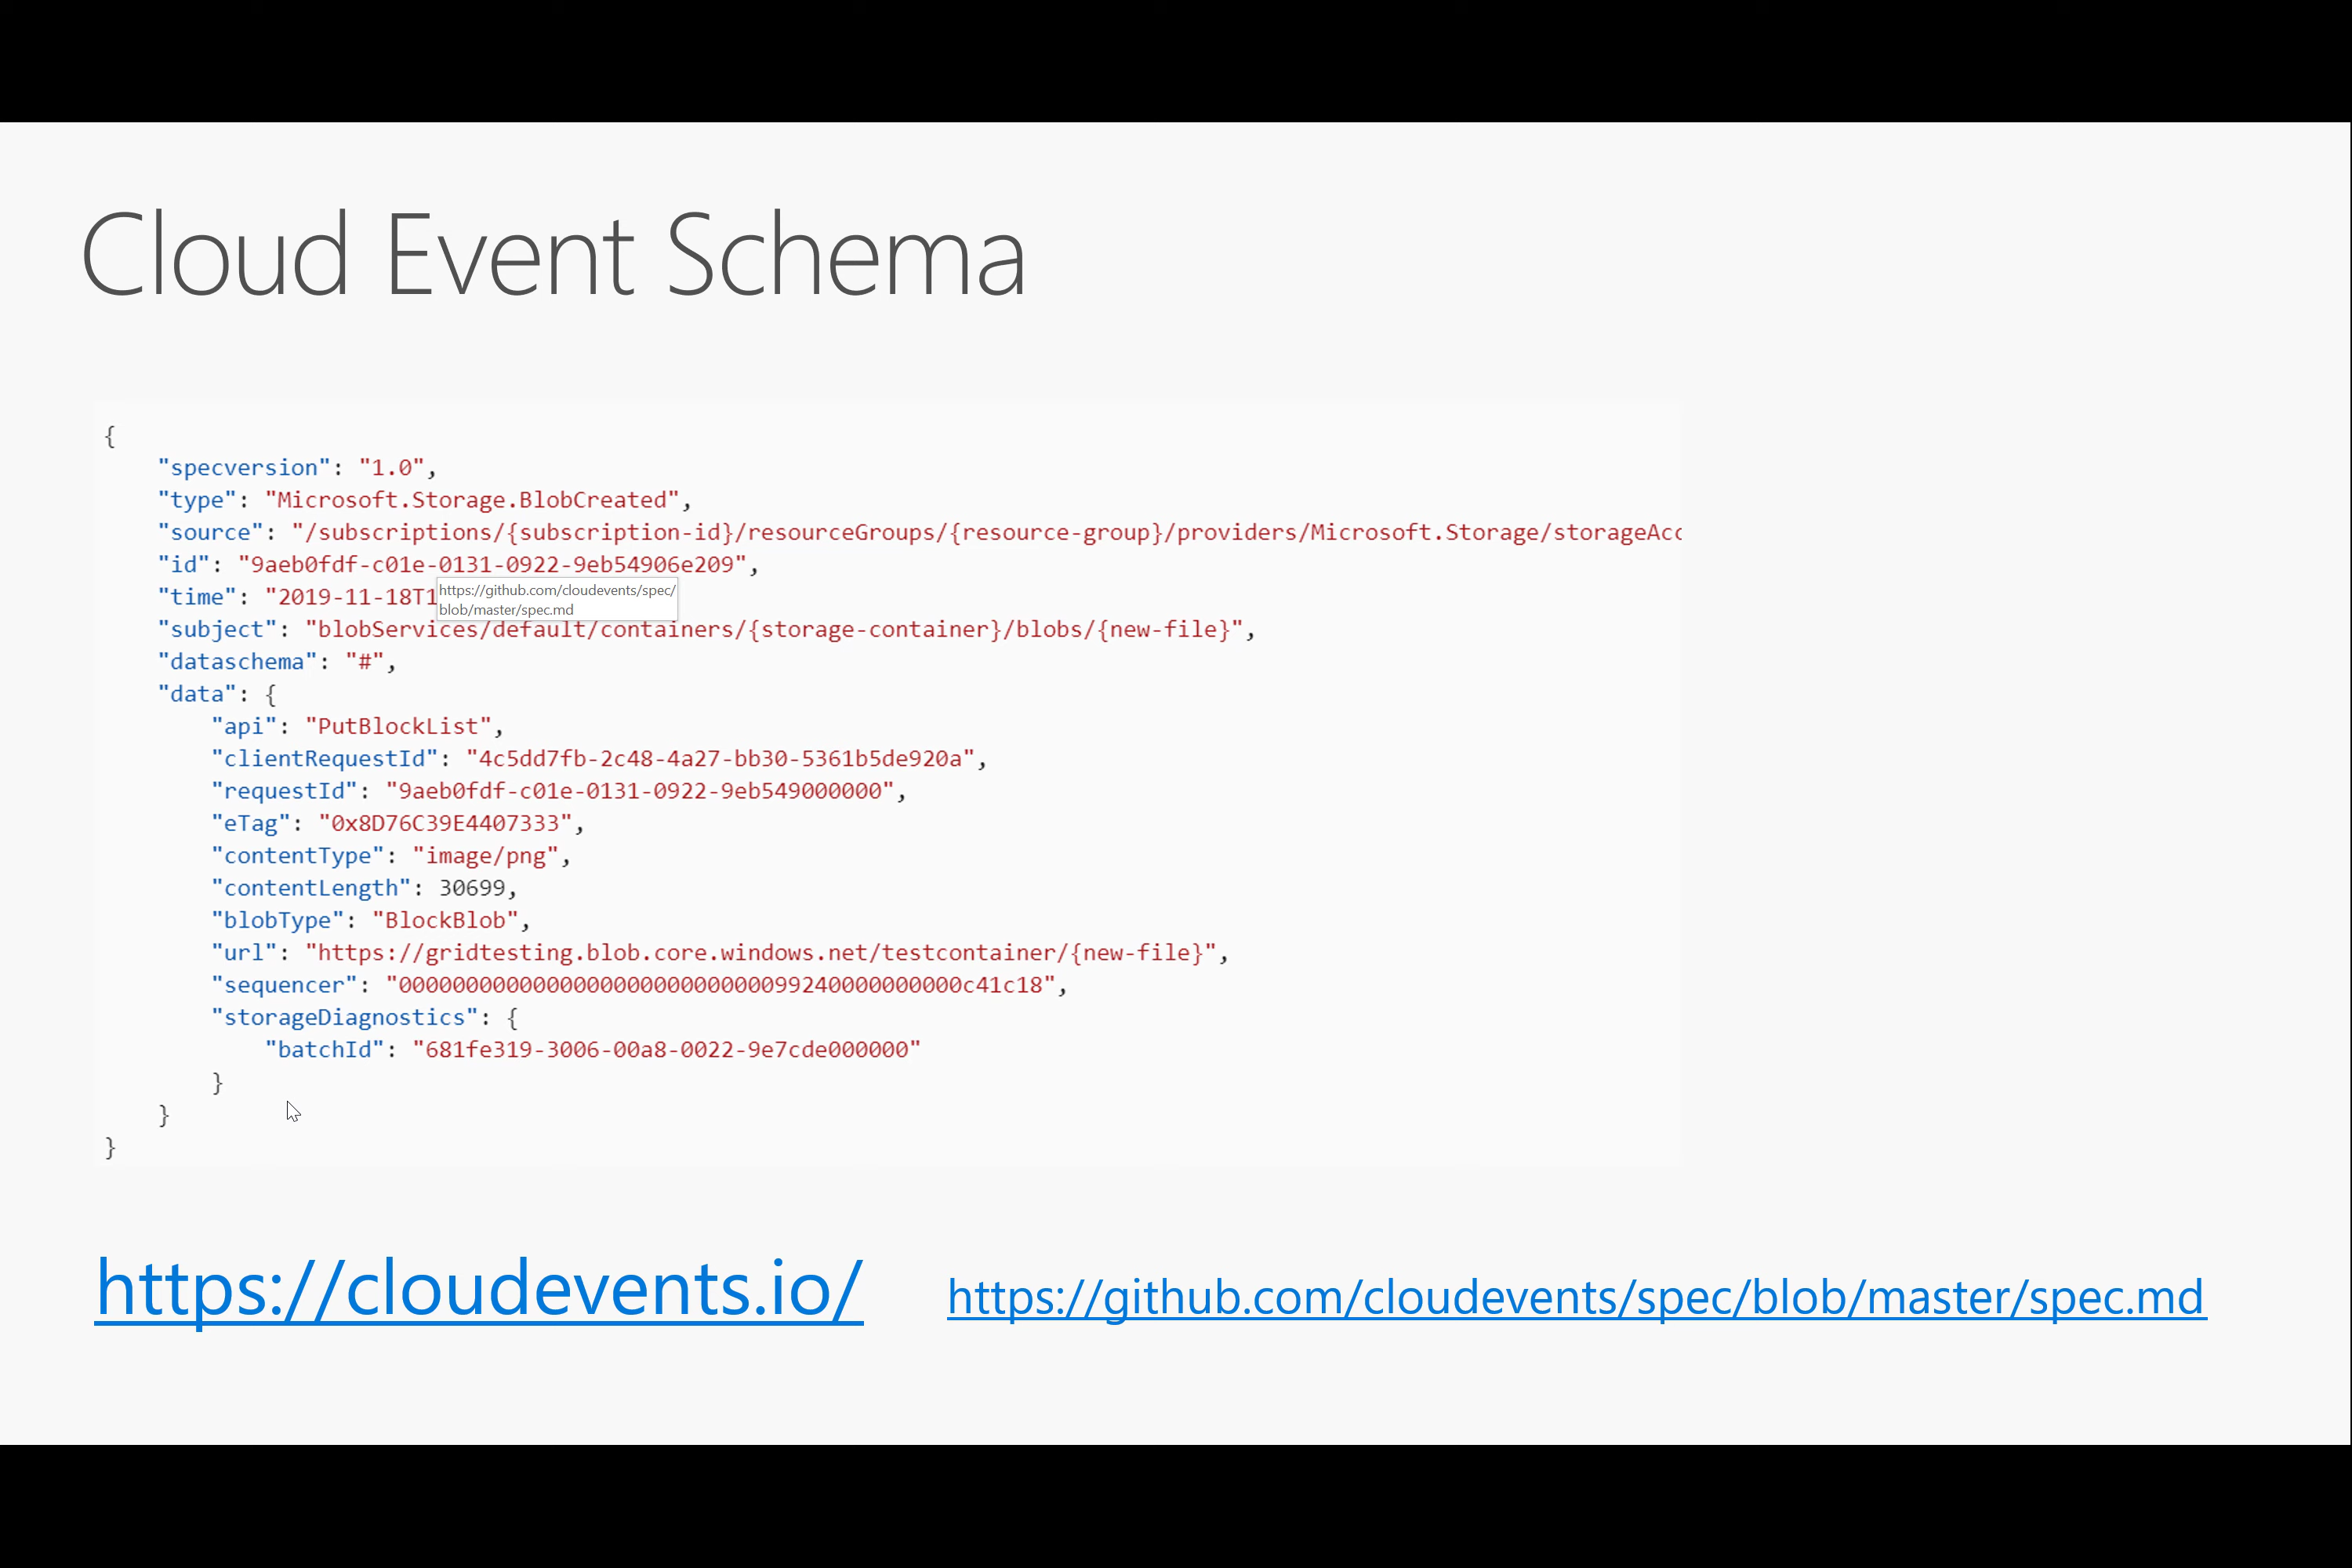 Cloud Event Schema
{
"specversion": "1.0",
"type": "Microsoft.Storage.BlobCreated",
"source": "/subscriptions/{subscription-id}/resourceGroups/{resource-group}/providers/Microsoft.Storage/storageAcc
"id": "9aeb0fdf-c01e-0131-0922-9eb54906e209",
"time": "2019-11-18T1
https://github.com/cloudevents/spec/
blob/master/spec.md
"subject": "blobServices/default/containers/{storage-container}/blobs/{new-file}",
"dataschema": "#",
"data": {
"api": "PutBlockList",
"clientRequestId": "4c5dd7fb-2c48-4a27-bb30-5361b5de920a",
"requestId": "9aeb0fdf-c01e-0131-0922-9eb549000000",
"eTag": "0x8D76C39E4407333",
"contentType": "image/png",
"contentLength": 30699,
"blobType": "BlockBlob",
"url": "https://gridtesting.blob.core.windows.net/testcontainer/{new-file}",
"sequencer": "000000000000000000000000000099240000000000c41c18",
"storageDiagnostics": {
"batchId": "681fe319-3006-00a8-0022-9e7cde000000"
}
}
}
https://cloudevents.io/
https://github.com/cloudevents/spec/blob/master/spec.md